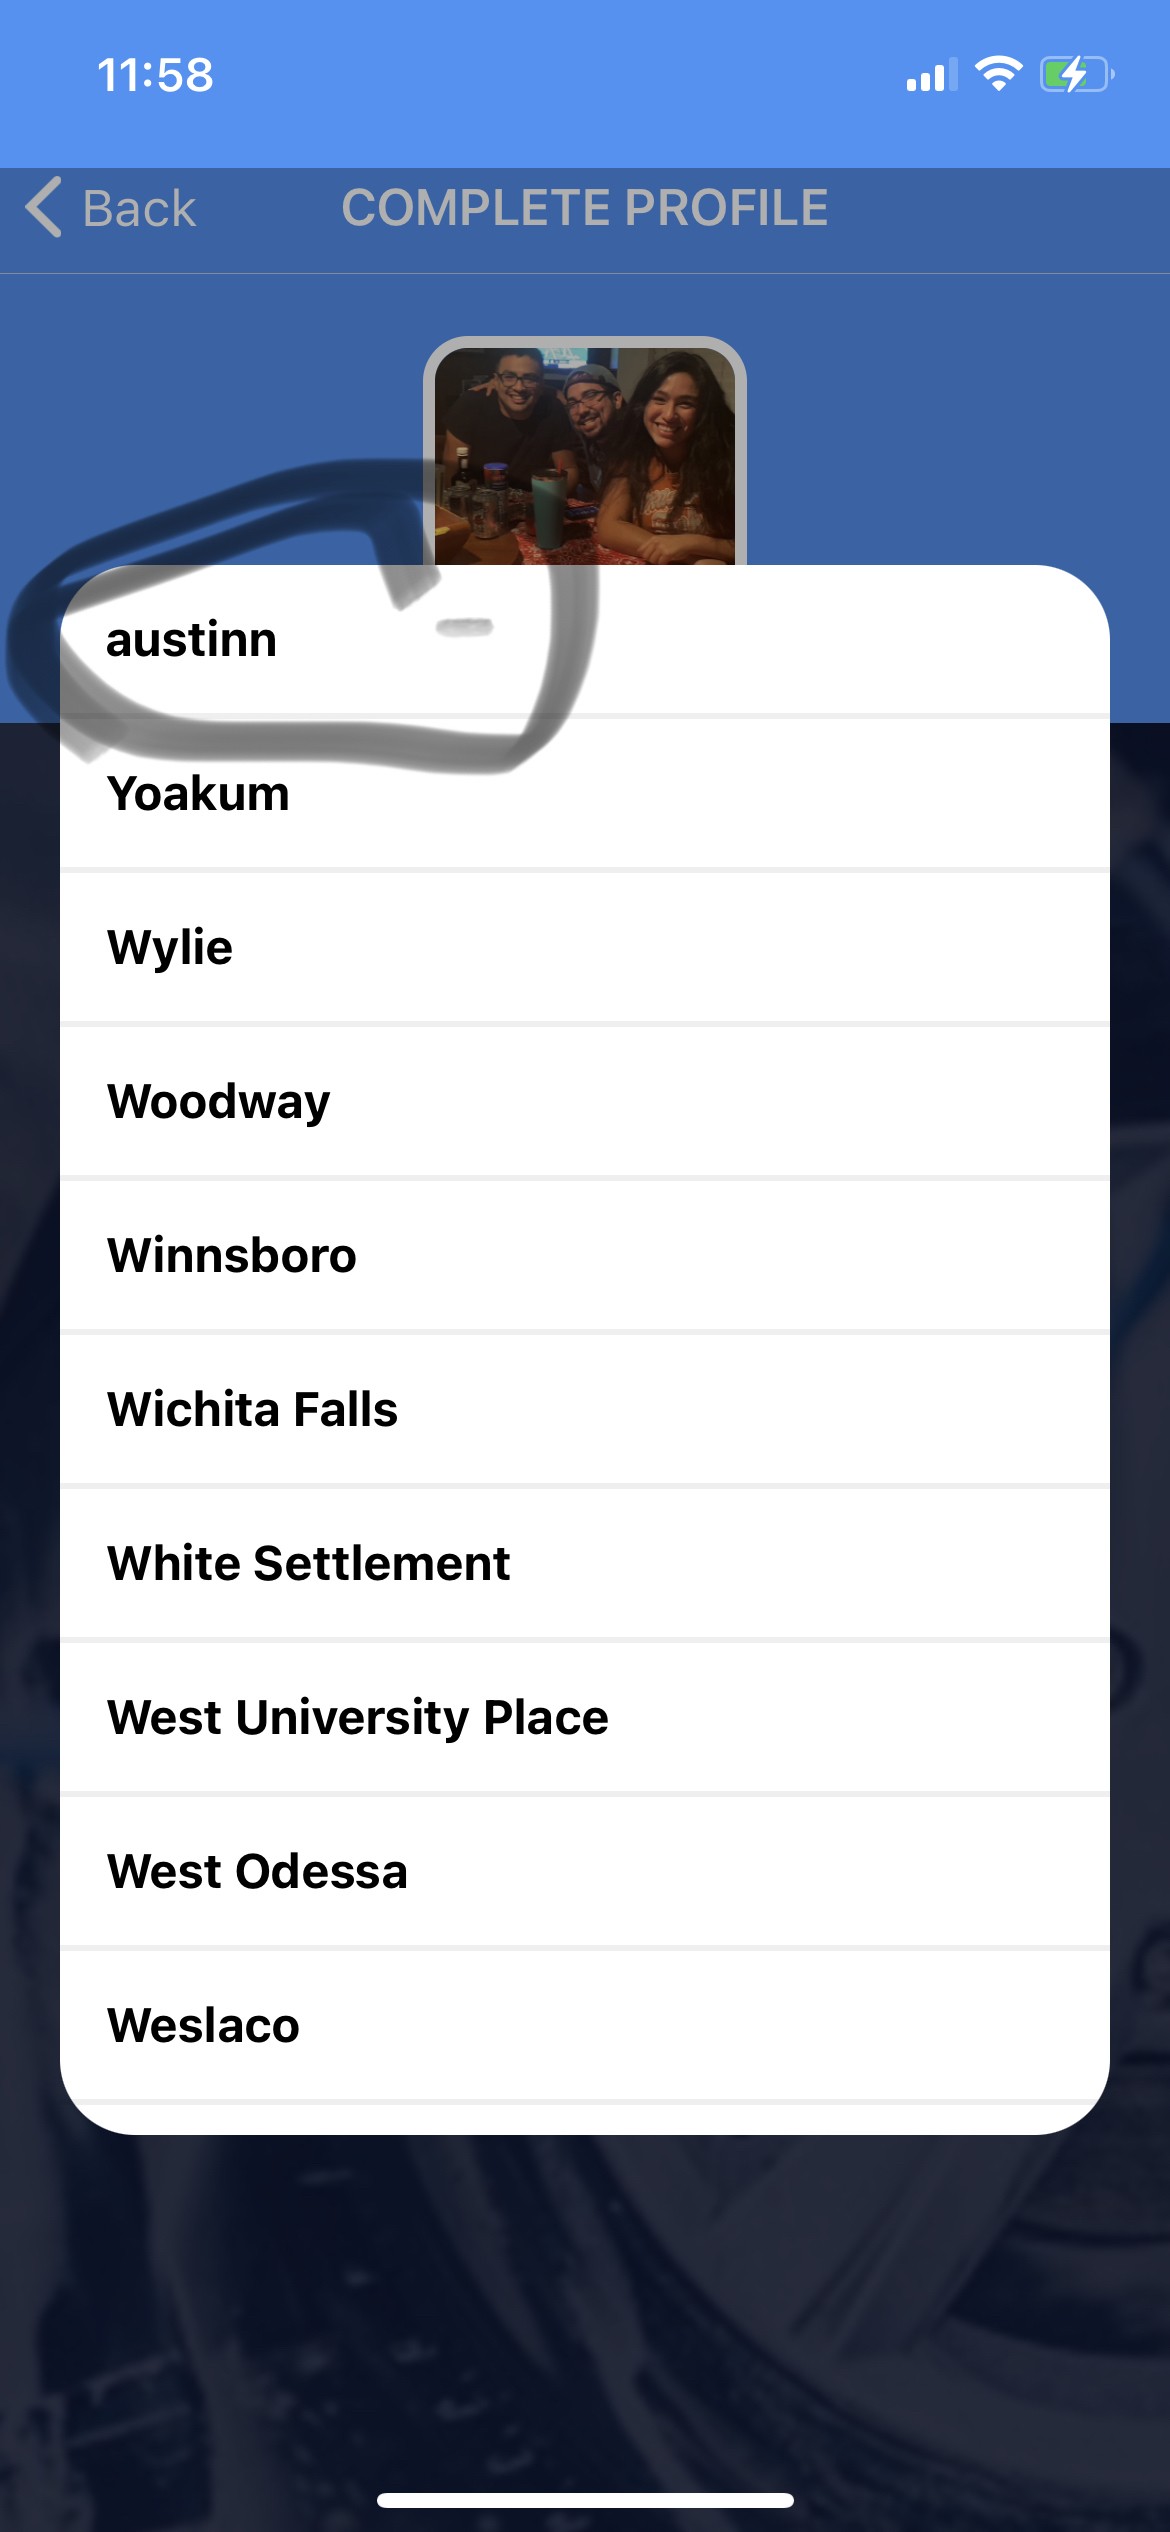 11:58
Back COMPLETE PROFILE
austinn
Yoakum
Wylie
Woodway
Winnsboro
Wichita Falls
White Settlement
West University Place
West Odessa
Weslaco